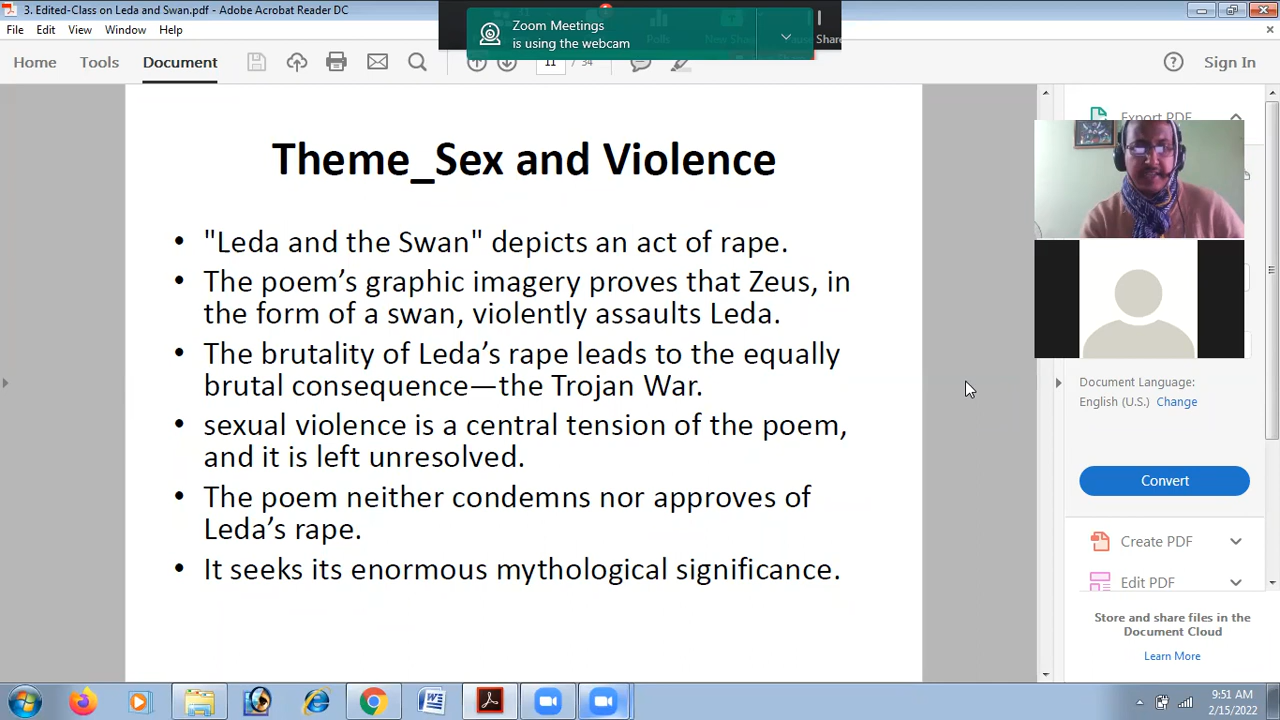 3. Edited-Class on Leda and Swan.pdf - Adobe Acrobat Reader DC
File Edit View Window Help
Zoom Meetings
is using the webcam
Home Tools Document
11 / 34
Sign In
Export PDF
Theme_Sex and Violence
• "Leda and the Swan" depicts an act of rape.
• The poem’s graphic imagery proves that Zeus, in
the form of a swan, violently assaults Leda.
• The brutality of Leda’s rape leads to the equally
brutal consequence—the Trojan War.
• sexual violence is a central tension of the poem,
and it is left unresolved.
• The poem neither condemns nor approves of
Leda’s rape.
• It seeks its enormous mythological significance.
Document Language:
English (U.S.) Change
Convert
Create PDF
Edit PDF
Store and share files in the
Document Cloud
Learn More
9:51 AM
2/15/2022